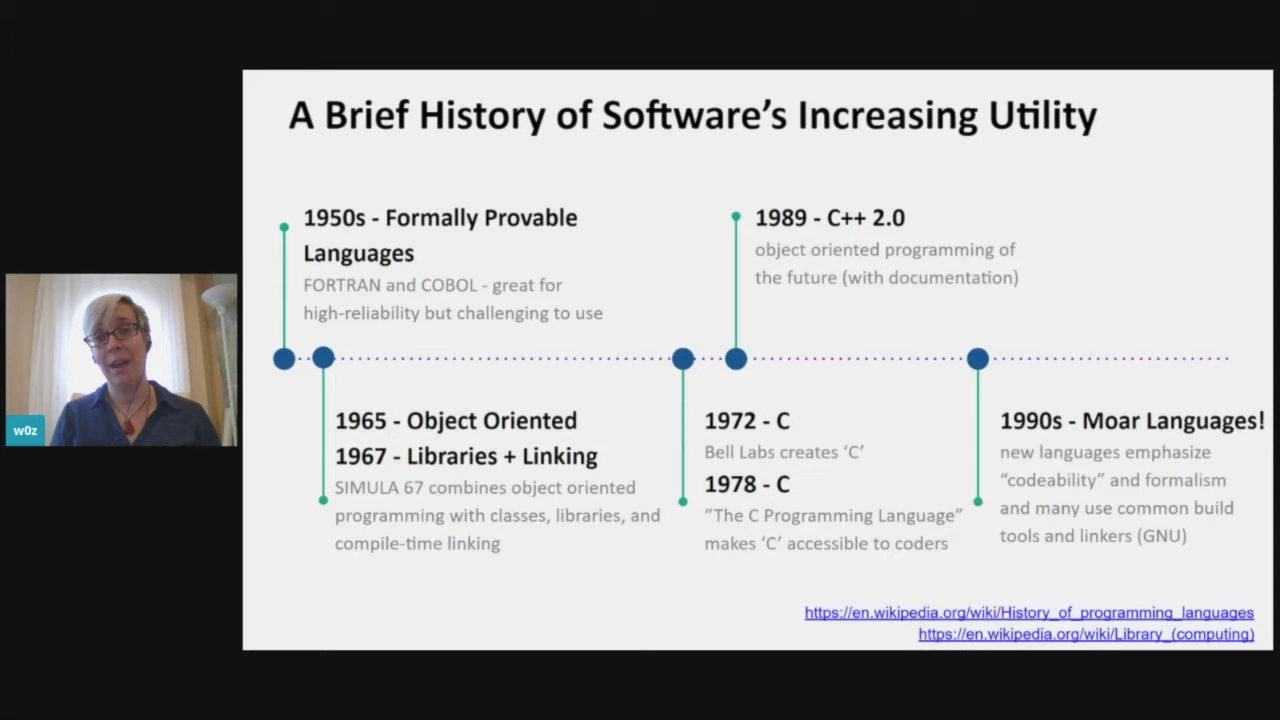 A Brief History of Software's Increasing Utility
1950s - Formally Provable
Languages
FORTRAN and COBOL - great for
high-reliability but challenging to use
1989 - C++ 2.0
object oriented programming of
the future (with documentation)
w0z
1965 - Object Oriented
1967 - Libraries + Linking
SIMULA 67 combines object oriented
programming with classes, libraries, and
compile-time linking
1972 - C
Bell Labs creates ‘C’
1978 - C
“The C Programming Language”
makes ‘C’ accessible to coders
1990s - Moar Languages!
new languages emphasize
“codeability” and formalism
and many use common build
tools and linkers (GNU)
https://en.wikipedia.org/wiki/History_of_programming_languages
https://en.wikipedia.org/wiki/Library_(computing)